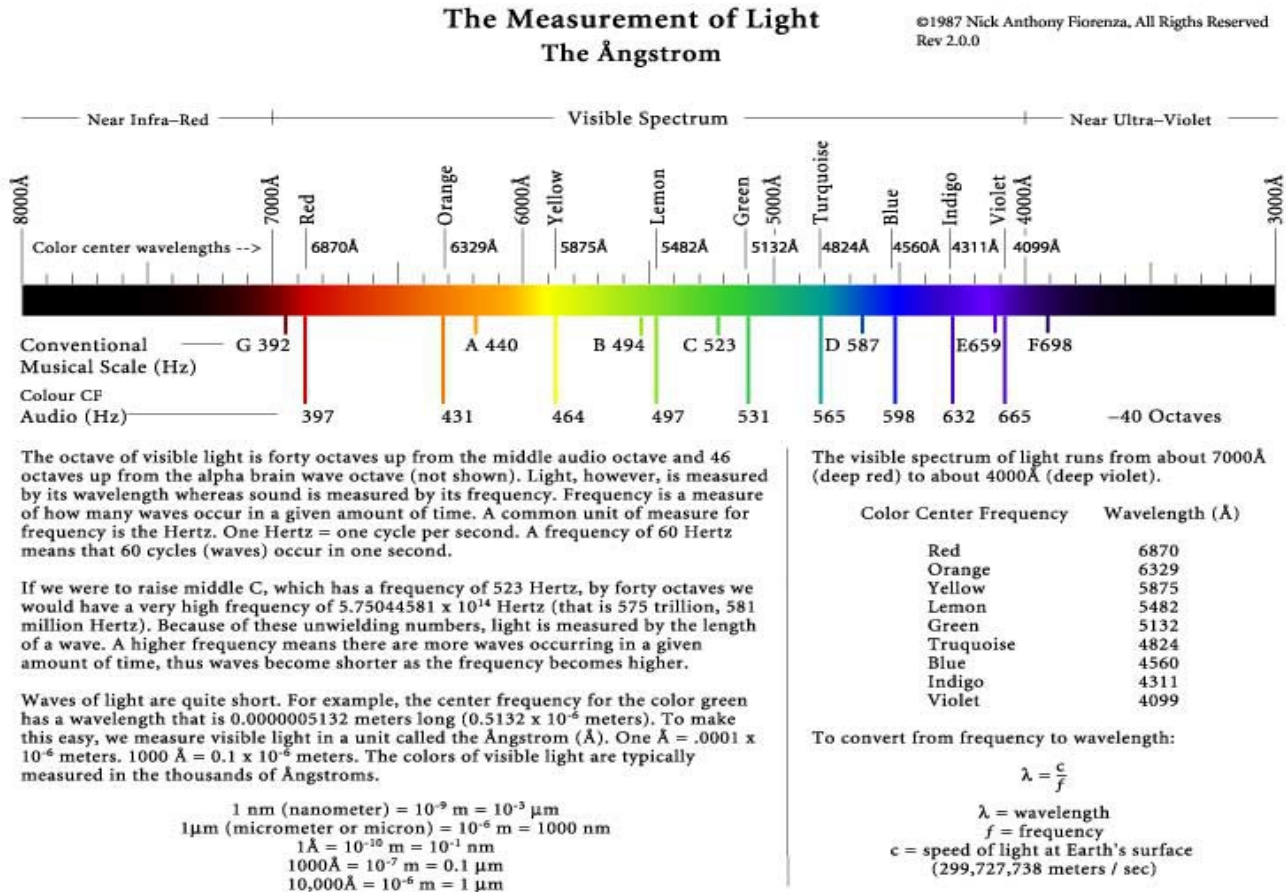 The Measurement of Light
The Ångstrom
©1987 Nick Anthony Fiorenza, All Rigths Reserved
Rev 2.0.0
Near Infra–Red
Visible Spectrum
Near Ultra–Violet
8000Å
7000Å
Red
Orange
6000Å
Yellow
Lemon
Green
5000Å
Turquoise
Blue
Indigo
Violet
4000Å
3000Å
Color center wavelengths -->
6870Å
6329Å
5875Å
5482Å
5132Å
4824Å
4560Å
4311Å
4099Å
Conventional
Musical Scale (Hz)
G 392
A 440
B 494
C 523
D 587
E659
F698
Colour CF
Audio (Hz)
397
431
464
497
531
565
598
632
665
−40 Octaves
The octave of visible light is forty octaves up from the middle audio octave and 46
octaves up from the alpha brain wave octave (not shown). Light, however, is measured
by its wavelength whereas sound is measured by its frequency. Frequency is a measure
of how many waves occur in a given amount of time. A common unit of measure for
frequency is the Hertz. One Hertz = one cycle per second. A frequency of 60 Hertz
means that 60 cycles (waves) occur in one second.
If we were to raise middle C, which has a frequency of 523 Hertz, by forty octaves we
would have a very high frequency of 5.75044581 x 10¹⁴ Hertz (that is 575 trillion, 581
million Hertz). Because of these unwielding numbers, light is measured by the length
of a wave. A higher frequency means there are more waves occurring in a given
amount of time, thus waves become shorter as the frequency becomes higher.
Waves of light are quite short. For example, the center frequency for the color green
has a wavelength that is 0.0000005132 meters long (0.5132 x 10⁻⁶ meters). To make
this easy, we measure visible light in a unit called the Ångstrom (Å). One Å = .0001 x
10⁻⁶ meters. 1000 Å = 0.1 x 10⁻⁶ meters. The colors of visible light are typically
measured in the thousands of Ångstroms.
1 nm (nanometer) = 10⁻⁹ m = 10⁻³ µm
1µm (micrometer or micron) = 10⁻⁶ m = 1000 nm
1Å = 10⁻¹⁰ m = 10⁻¹ nm
1000Å = 10⁻⁷ m = 0.1 µm
10,000Å = 10⁻⁶ m = 1 µm
The visible spectrum of light runs from about 7000Å
(deep red) to about 4000Å (deep violet).
Color Center Frequency Wavelength (Å)
Red 6870
Orange 6329
Yellow 5875
Lemon 5482
Green 5132
Truquoise 4824
Blue 4560
Indigo 4311
Violet 4099
To convert from frequency to wavelength:
λ = c/f
λ = wavelength
f = frequency
c = speed of light at Earth's surface
(299,727,738 meters / sec)